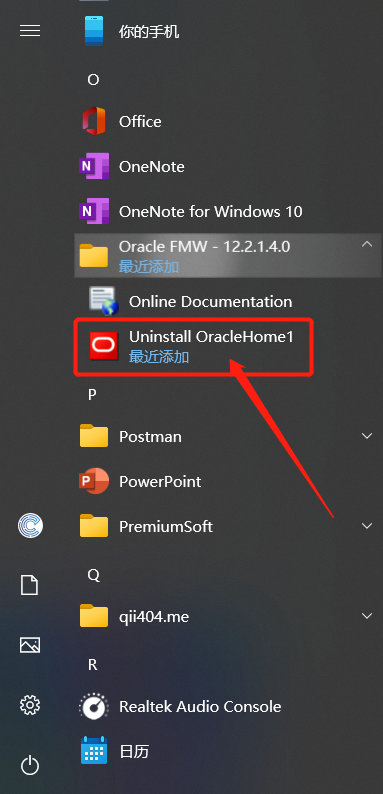 你的手机
O
Office
OneNote
OneNote for Windows 10
Oracle FMW - 12.2.1.4.0
最近添加
Online Documentation
Uninstall OracleHome1
最近添加
P
Postman
PowerPoint
PremiumSoft
Q
qii404.me
R
Realtek Audio Console
日历